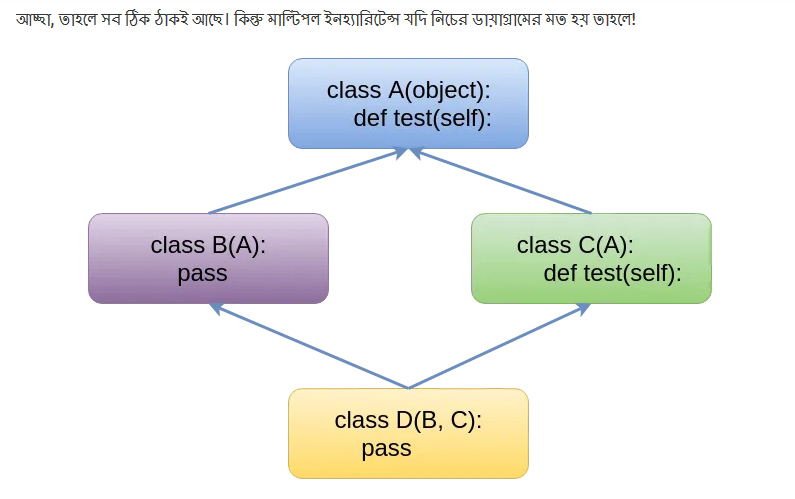 আচ্ছা, তাহলে সব ঠিক ঠাকই আছে। কিন্তু মাল্টিপল ইনহ্যারিটেন্স যদি নিচের ডায়াগ্রামের মত হয় তাহলে!
class A(object):
def test(self):
class B(A):
pass
class C(A):
def test(self):
class D(B, C):
pass